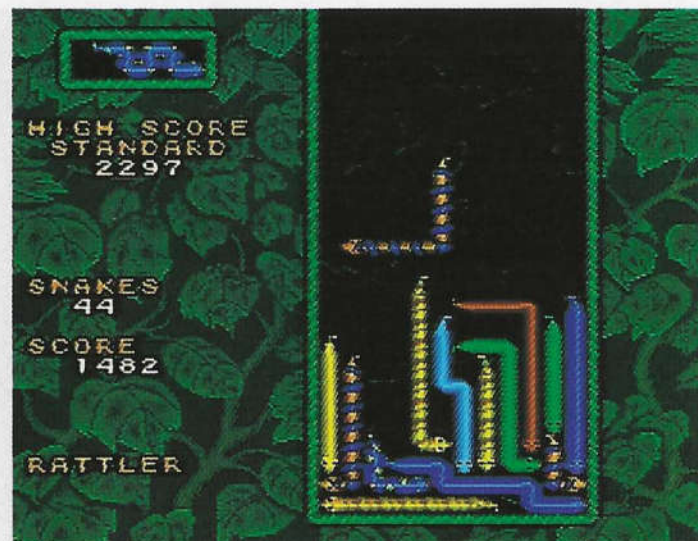 HIGH SCORE
STANDARD
2297
SNAKES
44
SCORE
1482
RATTLER